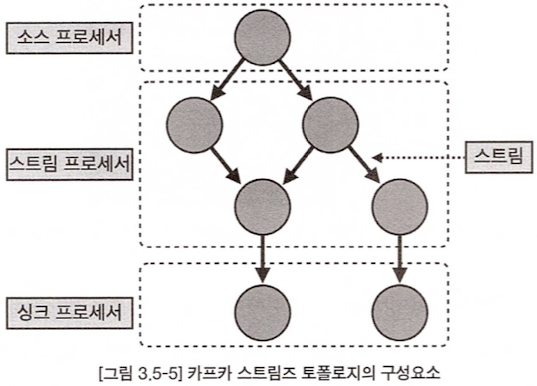 소스 프로세서
스트림 프로세서
스트림
싱크 프로세서
[그림 3.5-5] 카프카 스트림즈 토폴로지의 구성요소